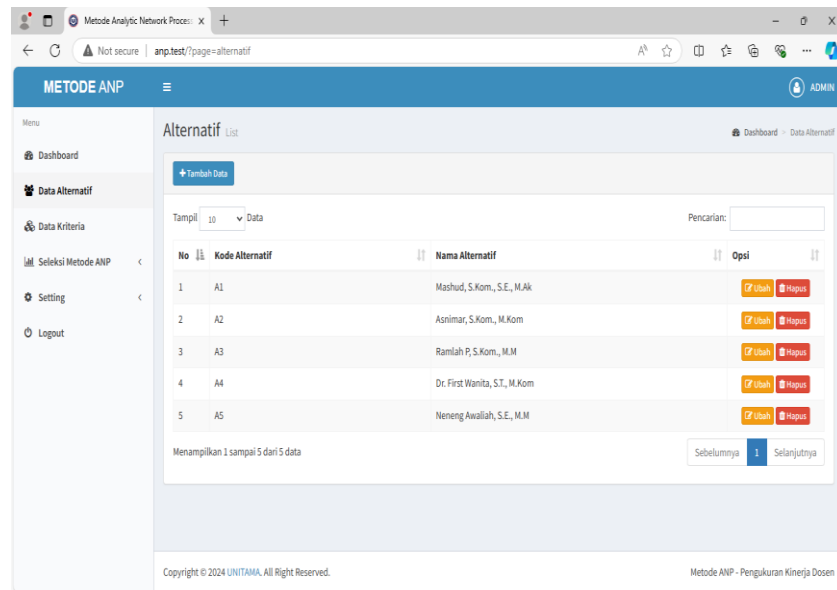 Metode Analytic Network Process
Not secure anp.test/?page=alternatif
METODE ANP ADMIN
Menu
Alternatif List Dashboard > Data Alternatif
Dashboard
Tambah Data
Data Alternatif
Tampil 10 Data Pencarian:
Data Kriteria
No Kode Alternatif Nama Alternatif Opsi
Seleksi Metode ANP
1 A1 Mashud, S.Kom., S.E., M.Ak Ubah Hapus
Setting
2 A2 Asnimar, S.Kom., M.Kom Ubah Hapus
Logout
3 A3 Ramlah P, S.Kom., M.M Ubah Hapus
4 A4 Dr. First Wanita, S.T., M.Kom Ubah Hapus
5 A5 Neneng Awaliah, S.E., M.M Ubah Hapus
Menampilkan 1 sampai 5 dari 5 data Sebelumnya 1 Selanjutnya
Copyright © 2024 UNITAMA. All Right Reserved. Metode ANP - Pengukuran Kinerja Dosen